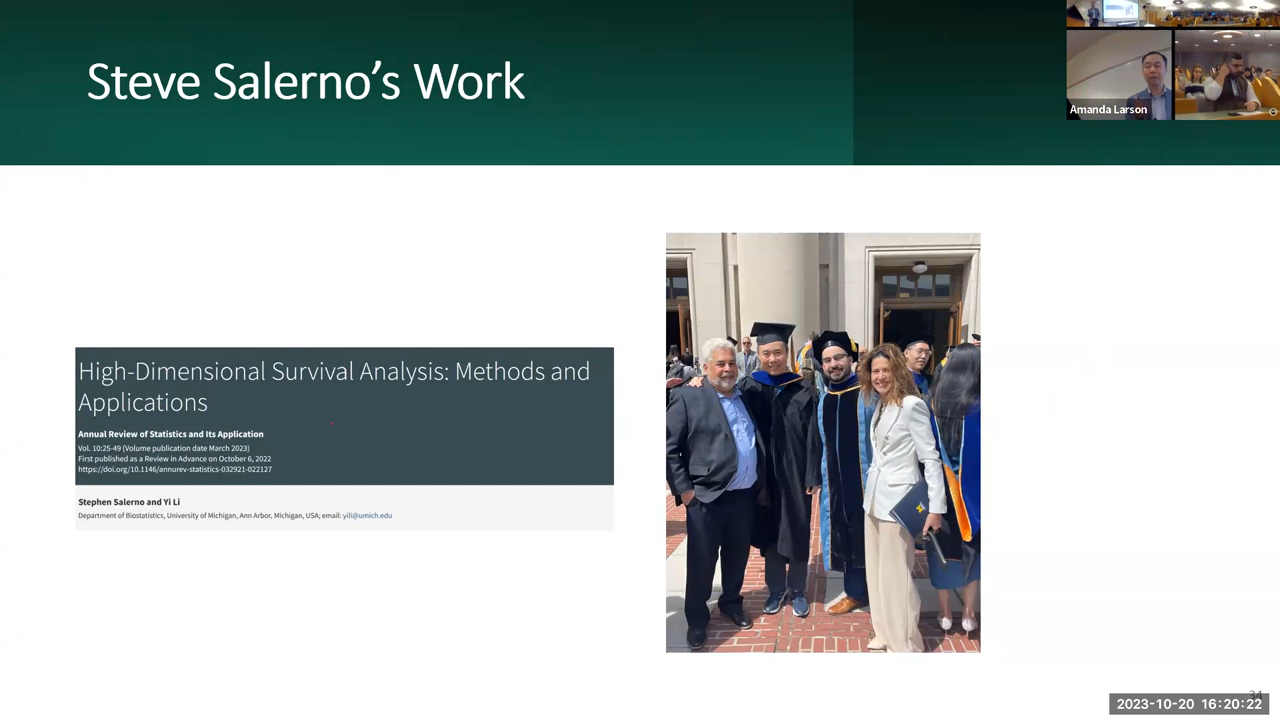 Steve Salerno’s Work
Amanda Larson
High-Dimensional Survival Analysis: Methods and
Applications
Annual Review of Statistics and Its Application
Vol. 10:25-49 (Volume publication date March 2023)
First published as a Review in Advance on October 6, 2022
https://doi.org/10.1146/annurev-statistics-032921-022127
Stephen Salerno and Yi Li
Department of Biostatistics, University of Michigan, Ann Arbor, Michigan, USA; email: yili@umich.edu
34
2023-10-20 16:20:22